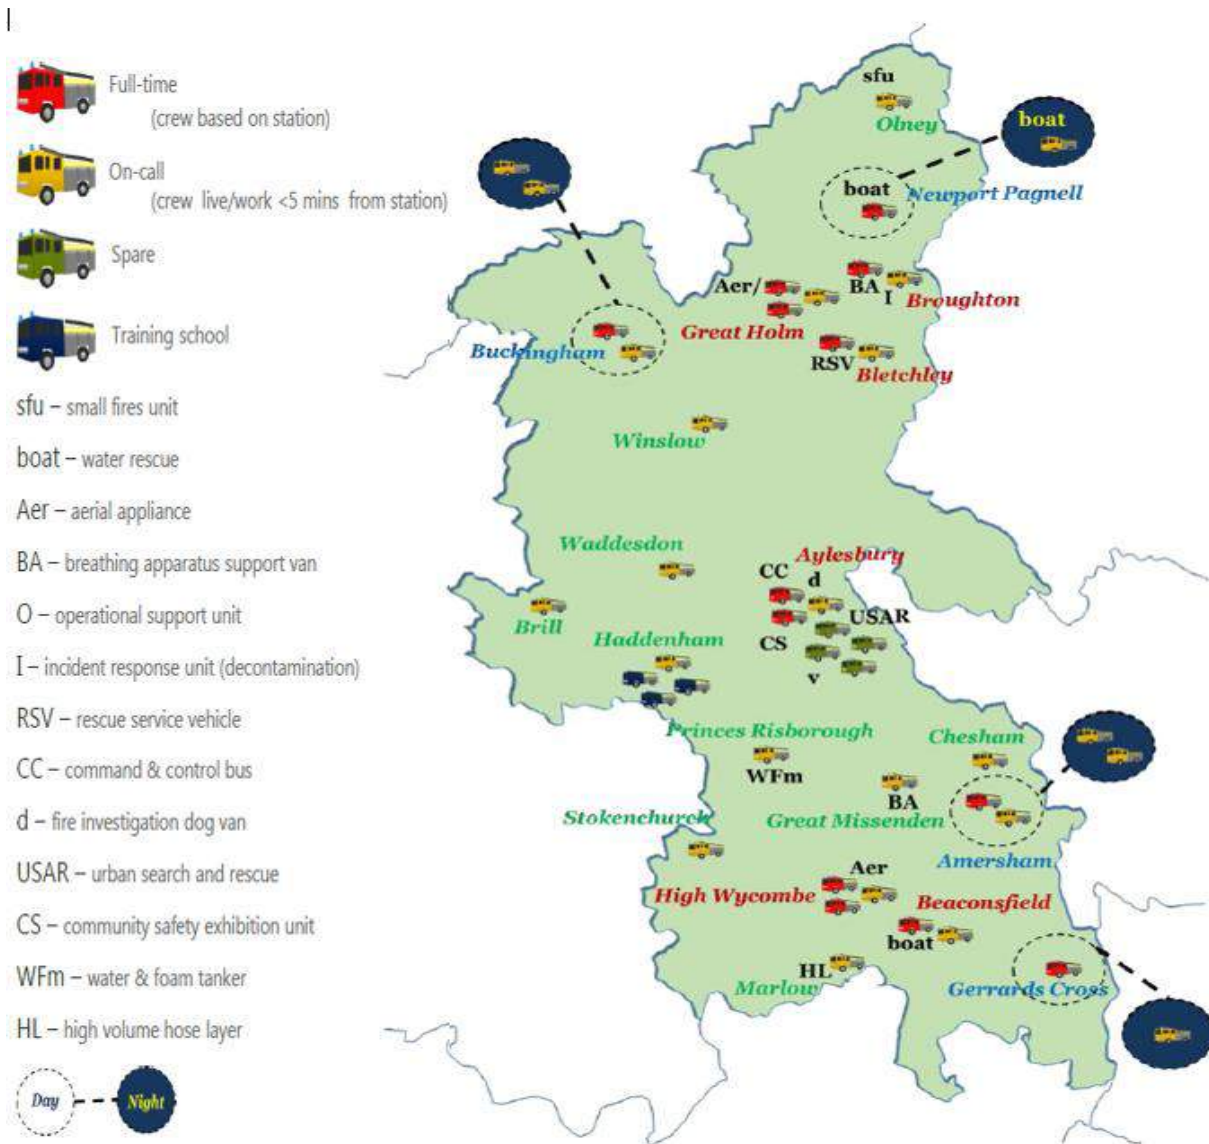 Full-time
(crew based on station)
On-call
(crew live/work <5 mins from station)
Spare
Training school
sfu – small fires unit
boat – water rescue
Aer – aerial appliance
BA – breathing apparatus support van
O – operational support unit
I – incident response unit (decontamination)
RSV – rescue service vehicle
CC – command & control bus
d – fire investigation dog van
USAR – urban search and rescue
CS – community safety exhibition unit
WFm – water & foam tanker
HL – high volume hose layer
Day
Night
sfu
Olney
boat
boat
Newport Pagnell
Aer/
BA
I
Broughton
Great Holm
Buckingham
RSV
Bletchley
Winslow
Waddesdon
Aylesbury
CC
d
Brill
USAR
Haddenham
CS
v
Princes Risborough
Chesham
WFm
BA
Stokenchurch
Great Missenden
Amersham
Aer
High Wycombe
Beaconsfield
boat
HL
Marlow
Gerrards Cross